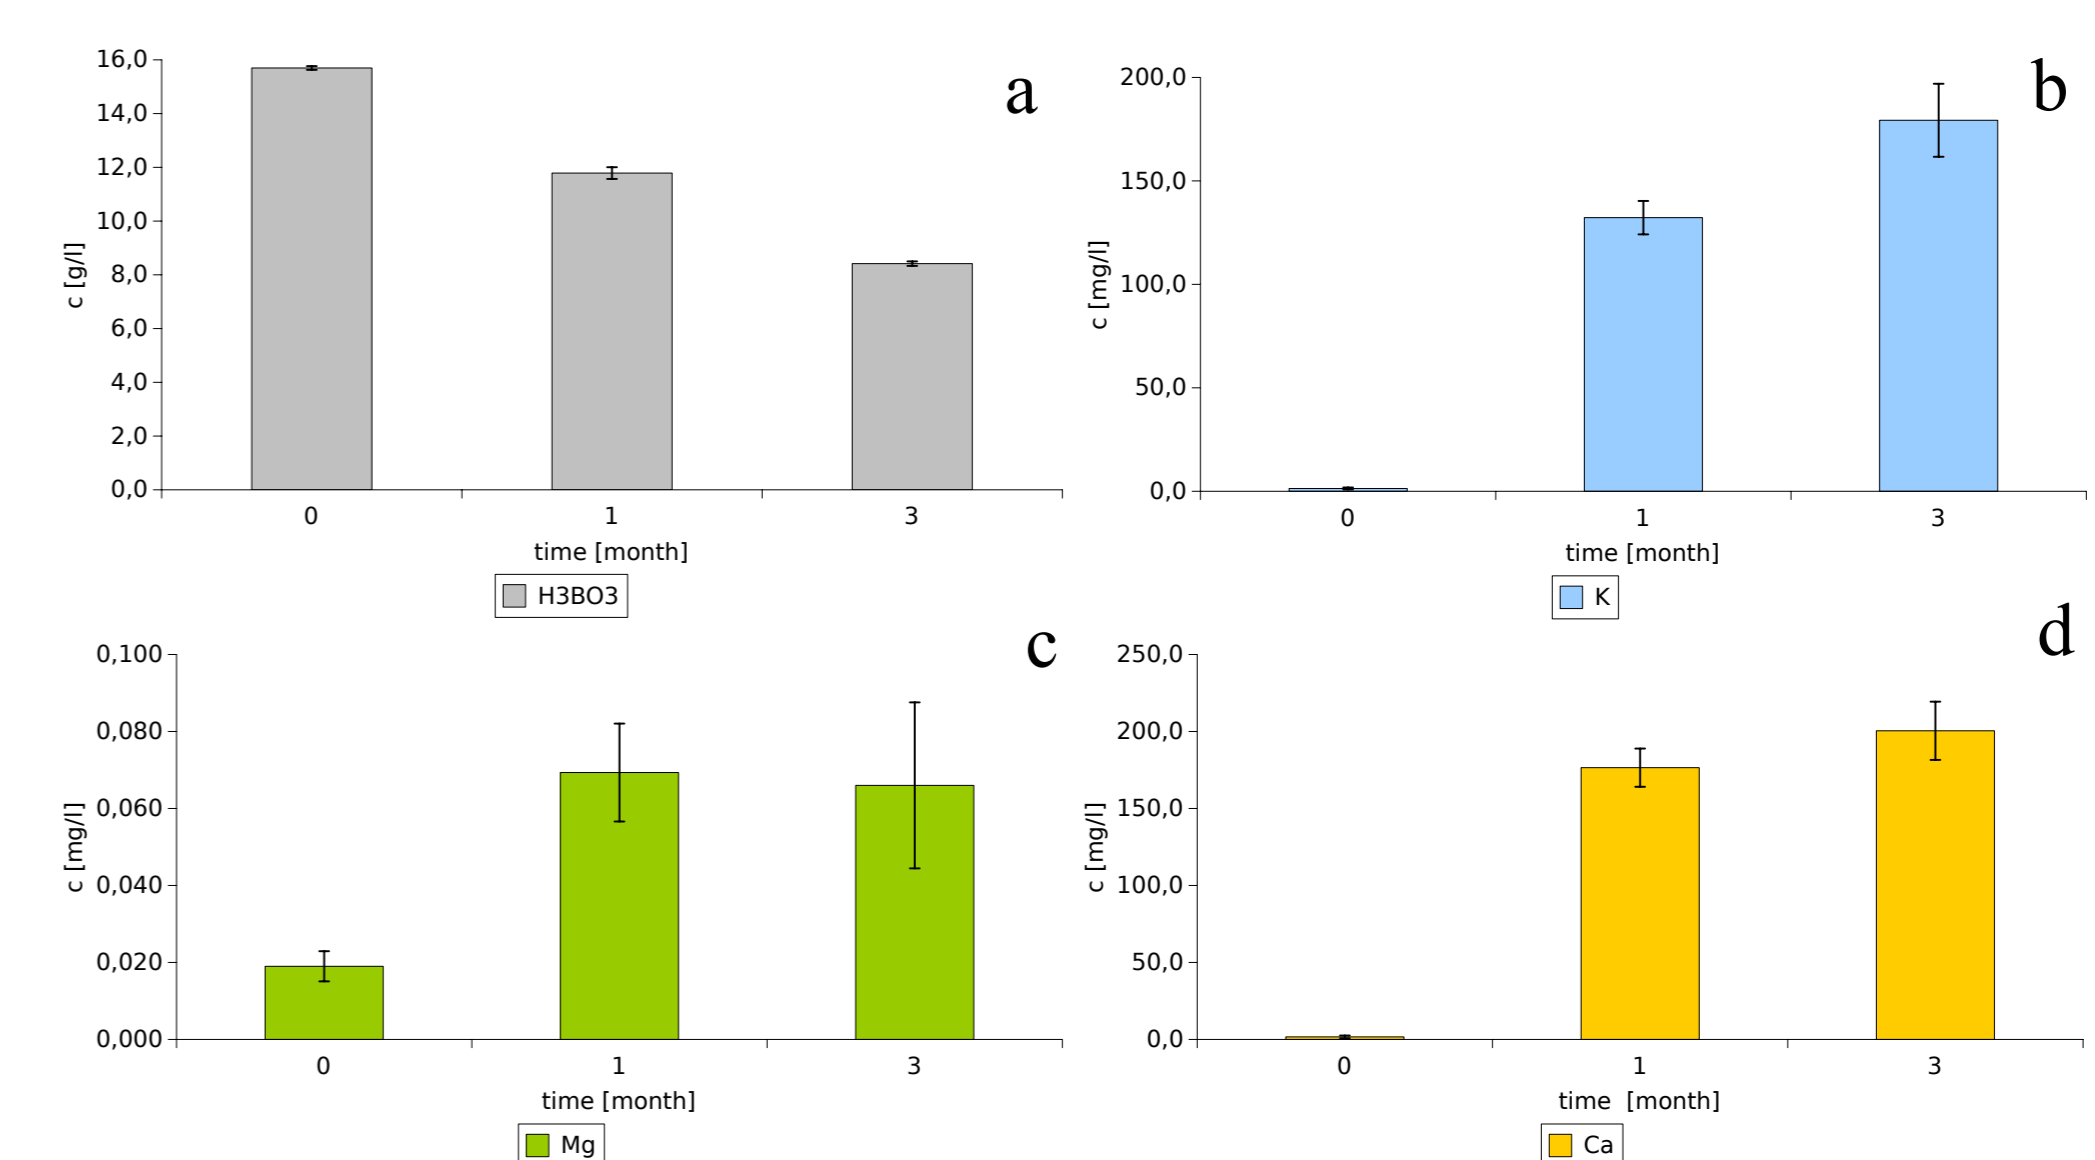 a
16,0
14,0
12,0
10,0
8,0
6,0
4,0
2,0
0,0
c [g/l]
0 1 3
time [month]
H3BO3
b
200,0
150,0
100,0
50,0
0,0
c [mg/l]
0 1 3
time [month]
K
c
0,100
0,080
0,060
0,040
0,020
0,000
c [mg/l]
0 1 3
time [month]
Mg
d
250,0
200,0
150,0
100,0
50,0
0,0
c [mg/l]
0 1 3
time [month]
Ca